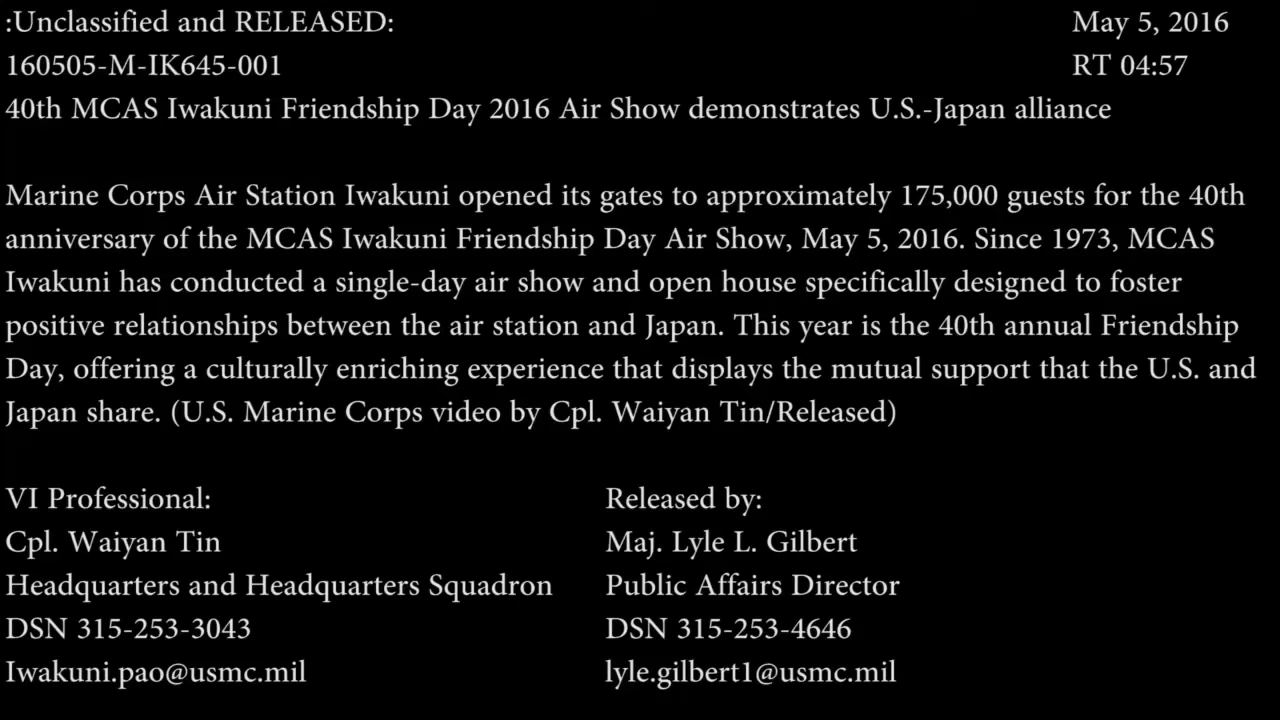 :Unclassified and RELEASED: May 5, 2016
160505-M-IK645-001 RT 04:57
40th MCAS Iwakuni Friendship Day 2016 Air Show demonstrates U.S.-Japan alliance
Marine Corps Air Station Iwakuni opened its gates to approximately 175,000 guests for the 40th
anniversary of the MCAS Iwakuni Friendship Day Air Show, May 5, 2016. Since 1973, MCAS
Iwakuni has conducted a single-day air show and open house specifically designed to foster
positive relationships between the air station and Japan. This year is the 40th annual Friendship
Day, offering a culturally enriching experience that displays the mutual support that the U.S. and
Japan share. (U.S. Marine Corps video by Cpl. Waiyan Tin/Released)
VI Professional:
Cpl. Waiyan Tin
Headquarters and Headquarters Squadron
DSN 315-253-3043
Iwakuni.pao@usmc.mil
Released by:
Maj. Lyle L. Gilbert
Public Affairs Director
DSN 315-253-4646
lyle.gilbert1@usmc.mil